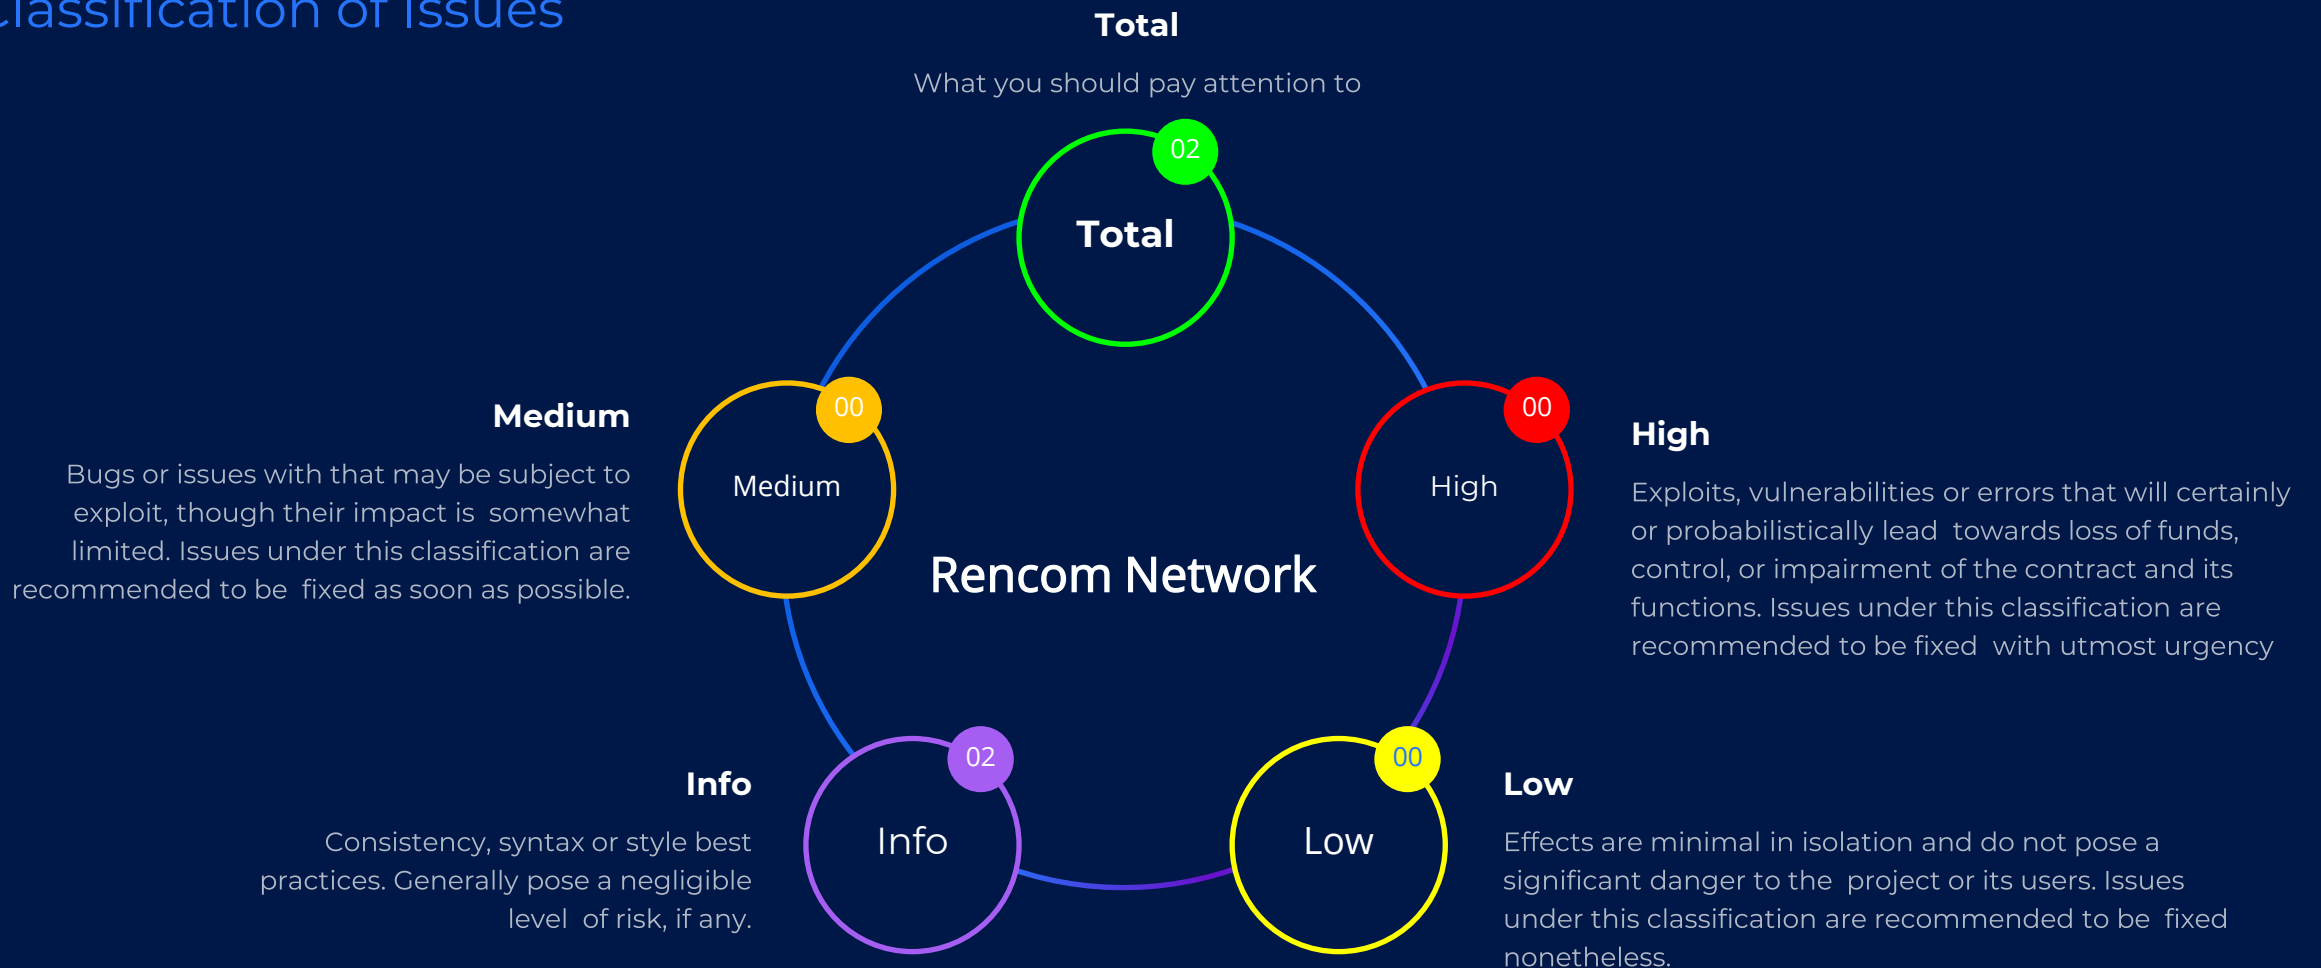 Classification of Issues
Total
What you should pay attention to
02
Total
Medium
Bugs or issues with that may be subject to
exploit, though their impact is somewhat
limited. Issues under this classification are
recommended to be fixed as soon as possible.
00
Medium
00
High
High
Exploits, vulnerabilities or errors that will certainly
or probabilistically lead towards loss of funds,
control, or impairment of the contract and its
functions. Issues under this classification are
recommended to be fixed with utmost urgency
Rencom Network
Info
Consistency, syntax or style best
practices. Generally pose a negligible
level of risk, if any.
02
Info
00
Low
Low
Effects are minimal in isolation and do not pose a
significant danger to the project or its users. Issues
under this classification are recommended to be fixed
nonetheless.